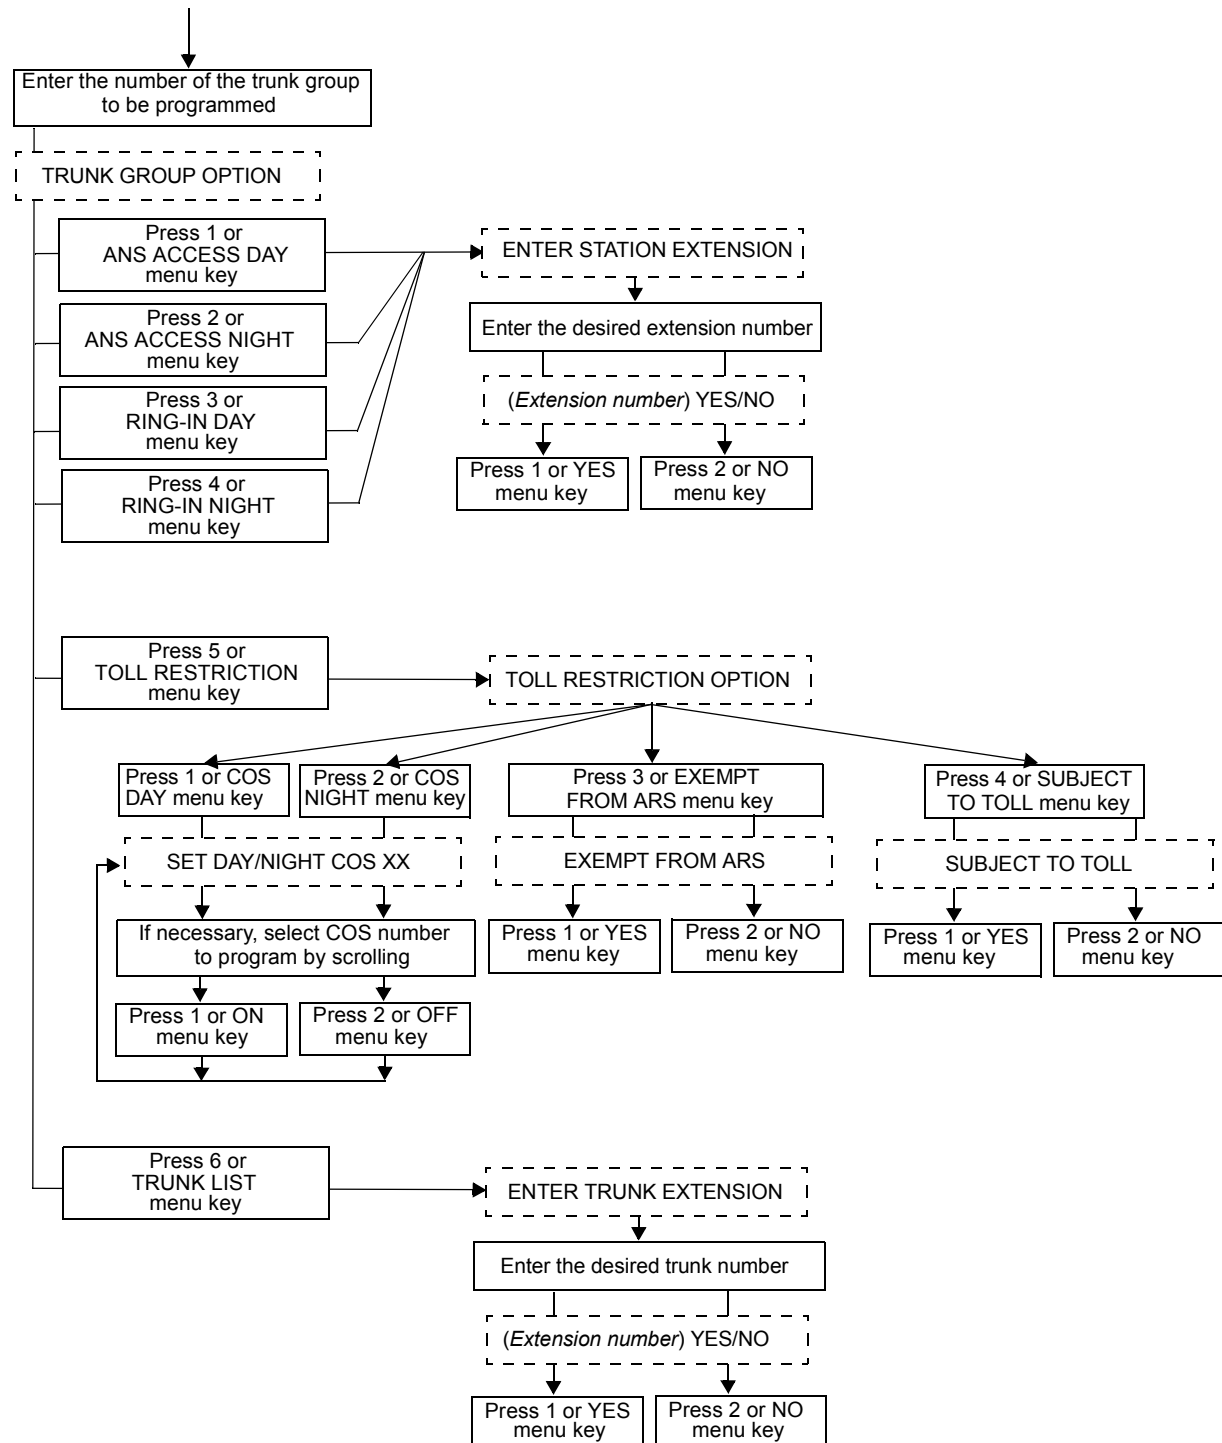 Enter the number of the trunk group
to be programmed
TRUNK GROUP OPTION
Press 1 or
ANS ACCESS DAY
menu key
ENTER STATION EXTENSION
Press 2 or
ANS ACCESS NIGHT
menu key
Enter the desired extension number
Press 3 or
RING-IN DAY
menu key
(Extension number) YES/NO
Press 4 or
RING-IN NIGHT
menu key
Press 1 or YES
menu key
Press 2 or NO
menu key
Press 5 or
TOLL RESTRICTION
menu key
TOLL RESTRICTION OPTION
Press 1 or COS
DAY menu key
Press 2 or COS
NIGHT menu key
Press 3 or EXEMPT
FROM ARS menu key
Press 4 or SUBJECT
TO TOLL menu key
SET DAY/NIGHT COS XX
EXEMPT FROM ARS
SUBJECT TO TOLL
If necessary, select COS number
to program by scrolling
Press 1 or YES
menu key
Press 2 or NO
menu key
Press 1 or YES
menu key
Press 2 or NO
menu key
Press 1 or ON
menu key
Press 2 or OFF
menu key
Press 6 or
TRUNK LIST
menu key
ENTER TRUNK EXTENSION
Enter the desired trunk number
(Extension number) YES/NO
Press 1 or YES
menu key
Press 2 or NO
menu key